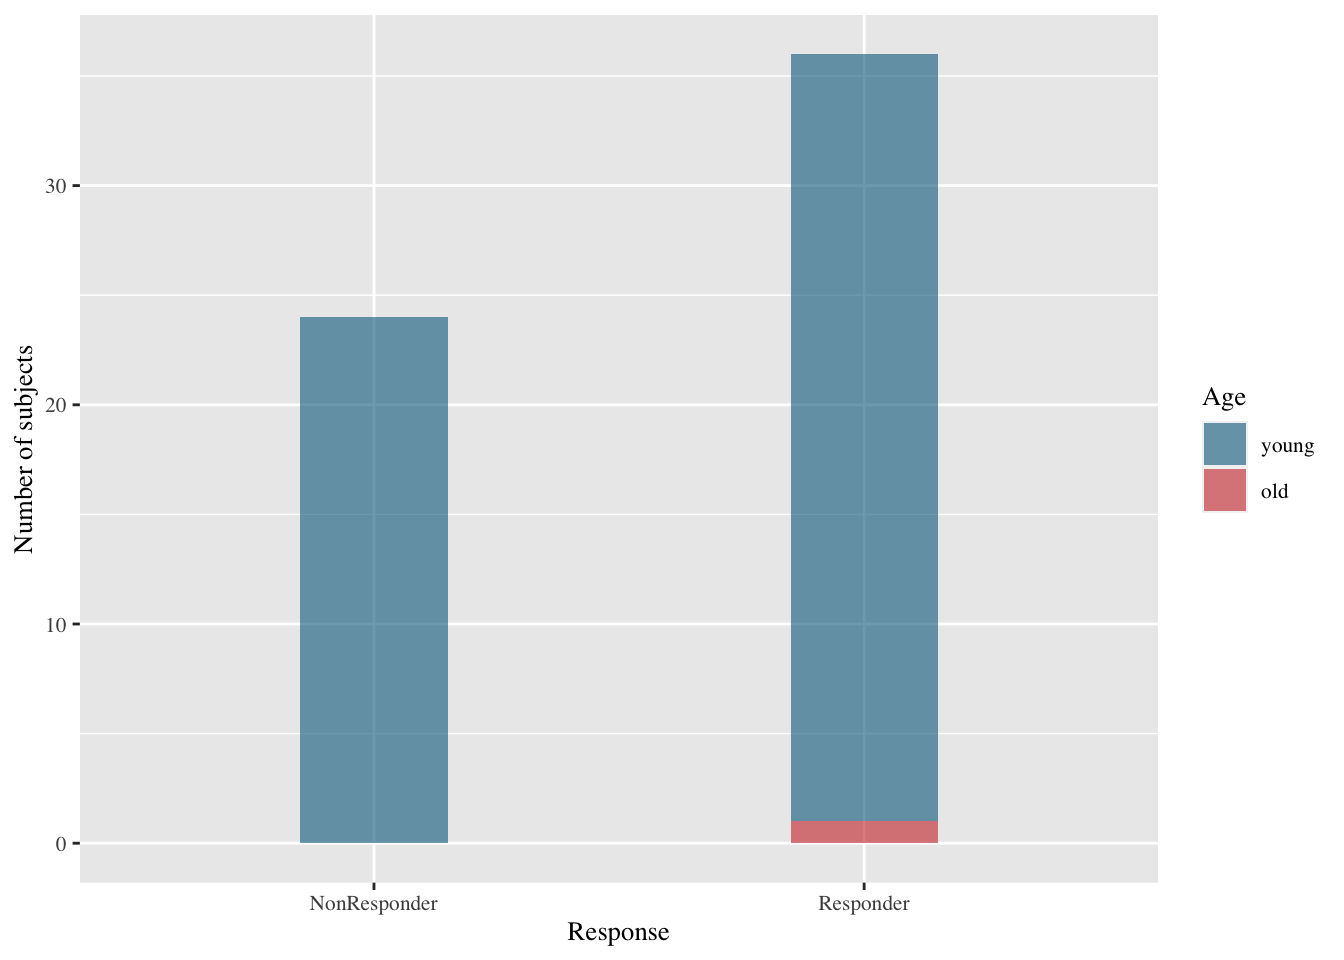 Number of subjects
30
20
10
0
NonResponder
Responder
Response
Age
young
old